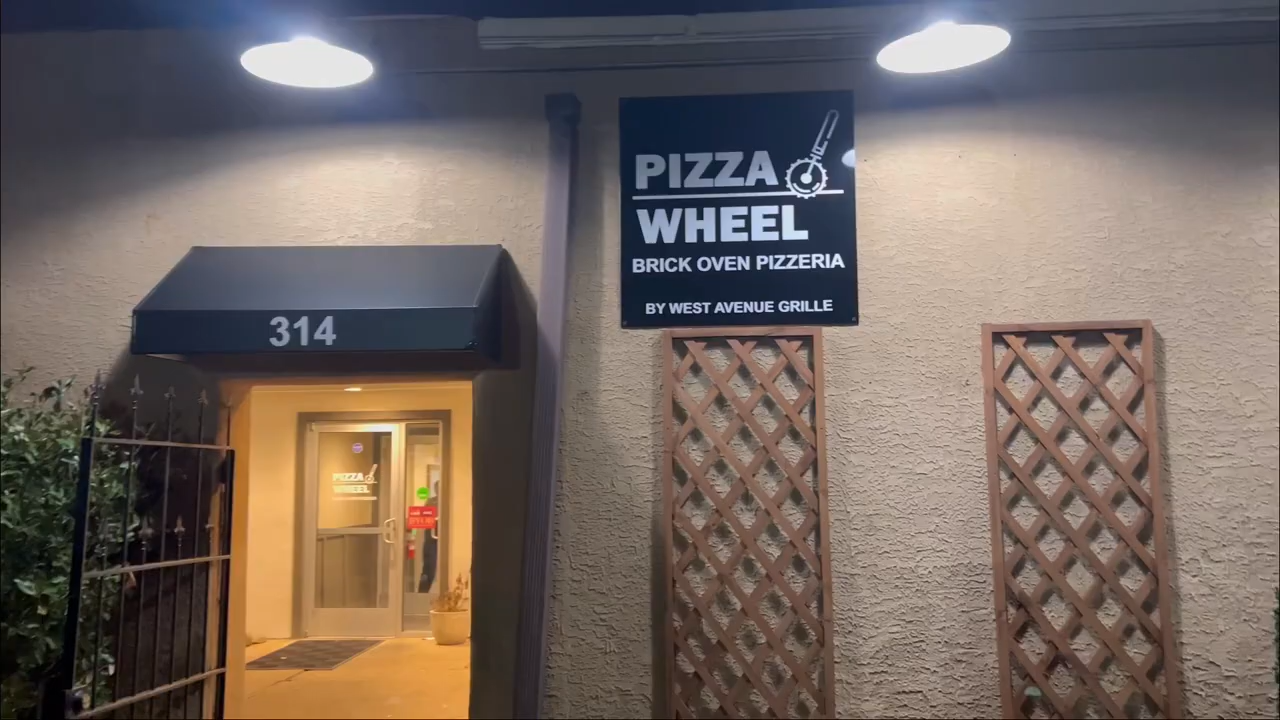 PIZZA
WHEEL
BRICK OVEN PIZZERIA
BY WEST AVENUE GRILLE
314
PIZZA
WHEEL